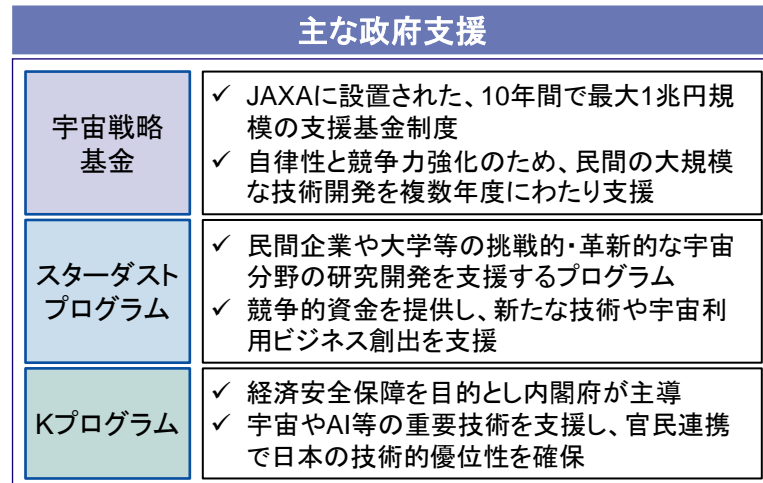 主な政府支援
宇宙戦略
基金
✓ JAXAに設置された、10年間で最大1兆円規
模の支援基金制度
✓ 自律性と競争力強化のため、民間の大規模
な技術開発を複数年度にわたり支援
スターダスト
プログラム
✓ 民間企業や大学等の挑戦的・革新的な宇宙
分野の研究開発を支援するプログラム
✓ 競争的資金を提供し、新たな技術や宇宙利
用ビジネス創出を支援
Kプログラム
✓ 経済安全保障を目的とし内閣府が主導
✓ 宇宙やAI等の重要技術を支援し、官民連携
で日本の技術的優位性を確保